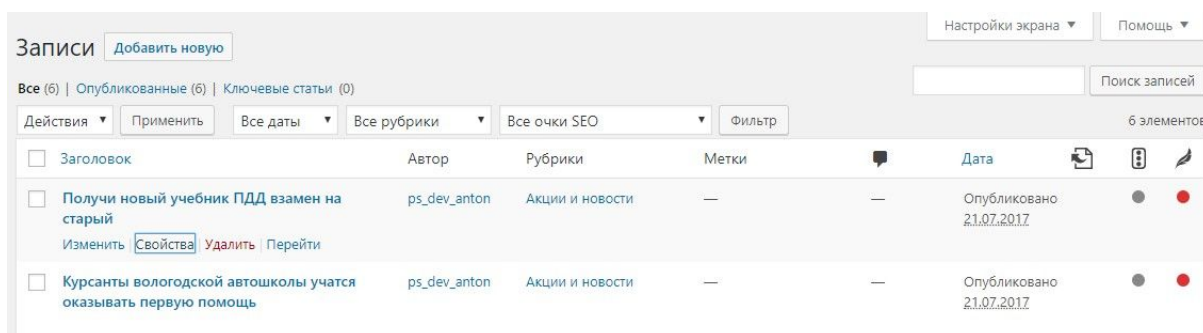 Настройки экрана ▼ Помощь ▼
Записи Добавить новую
Все (6) | Опубликованные (6) | Ключевые статьи (0) Поиск записей
Действия ▼ Применить Все даты ▼ Все рубрики ▼ Все очки SEO ▼ Фильтр 6 элементов
Заголовок Автор Рубрики Метки Дата
Получи новый учебник ПДД взамен на ps_dev_anton Акции и новости — — Опубликовано
старый 21.07.2017
Изменить | Свойства | Удалить | Перейти
Курсанты вологодской автошколы учатся ps_dev_anton Акции и новости — — Опубликовано
оказывать первую помощь 21.07.2017